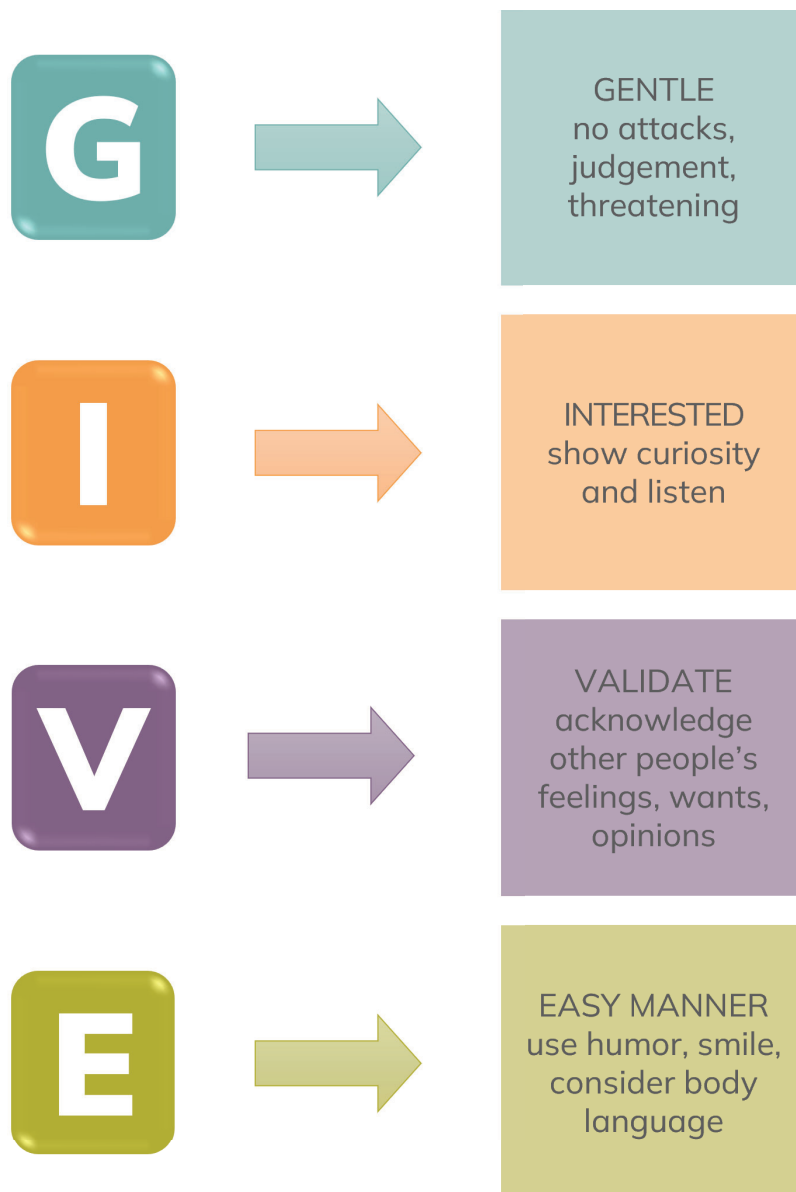 G
GENTLE
no attacks,
judgement,
threatening
I
INTERESTED
show curiosity
and listen
V
VALIDATE
acknowledge
other people’s
feelings, wants,
opinions
E
EASY MANNER
use humor, smile,
consider body
language